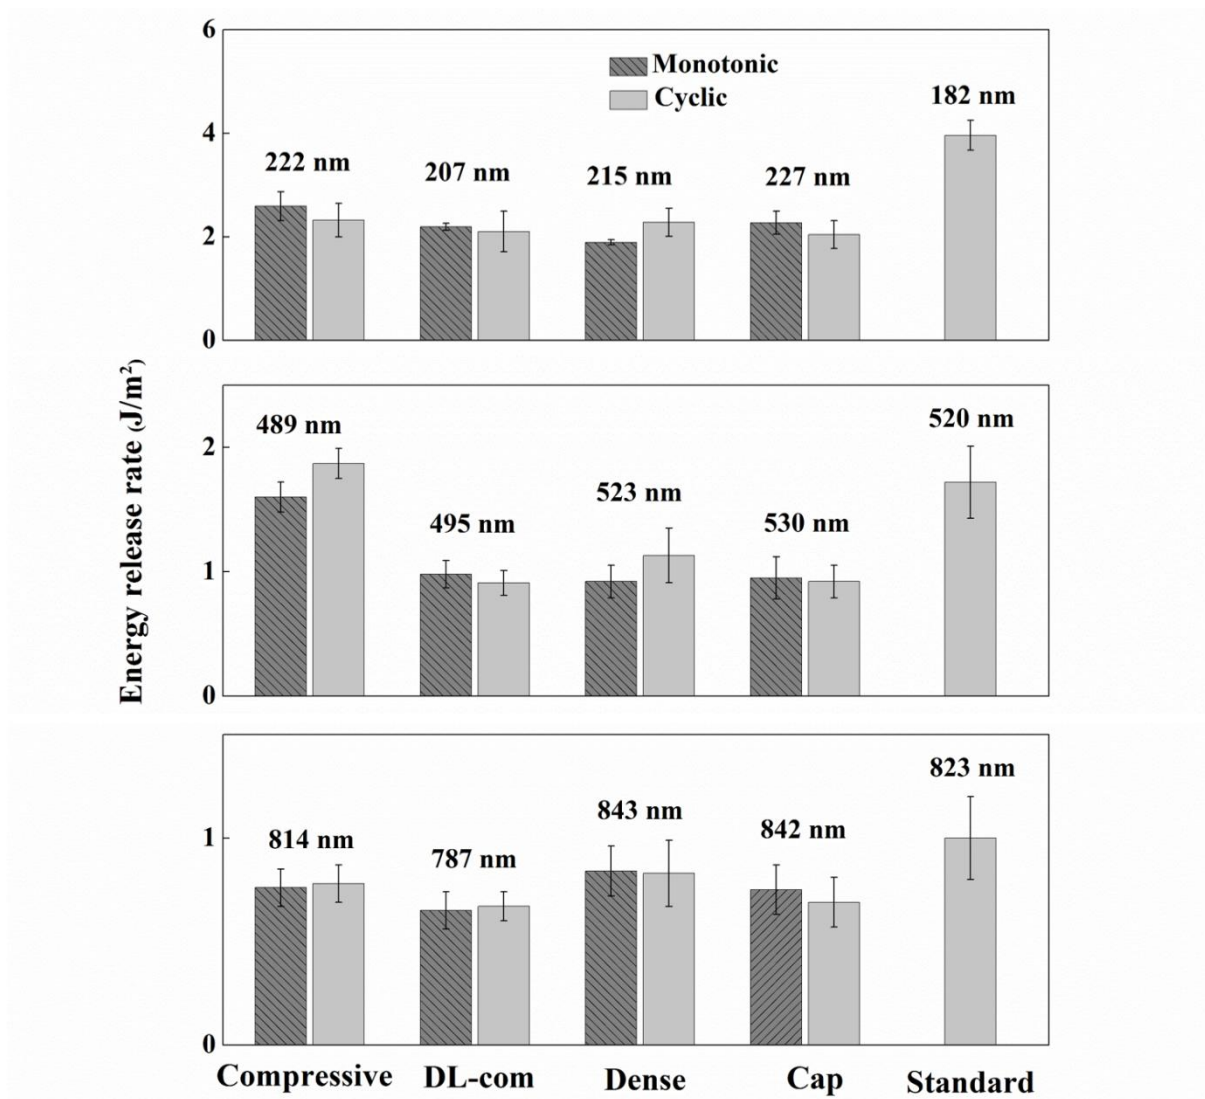 Energy release rate (J/m²)
6
4
2
0
Monotonic
Cyclic
222 nm
207 nm
215 nm
227 nm
182 nm
2
1
0
489 nm
495 nm
523 nm
530 nm
520 nm
1
0
814 nm
787 nm
843 nm
842 nm
823 nm
Compressive
DL-com
Dense
Cap
Standard